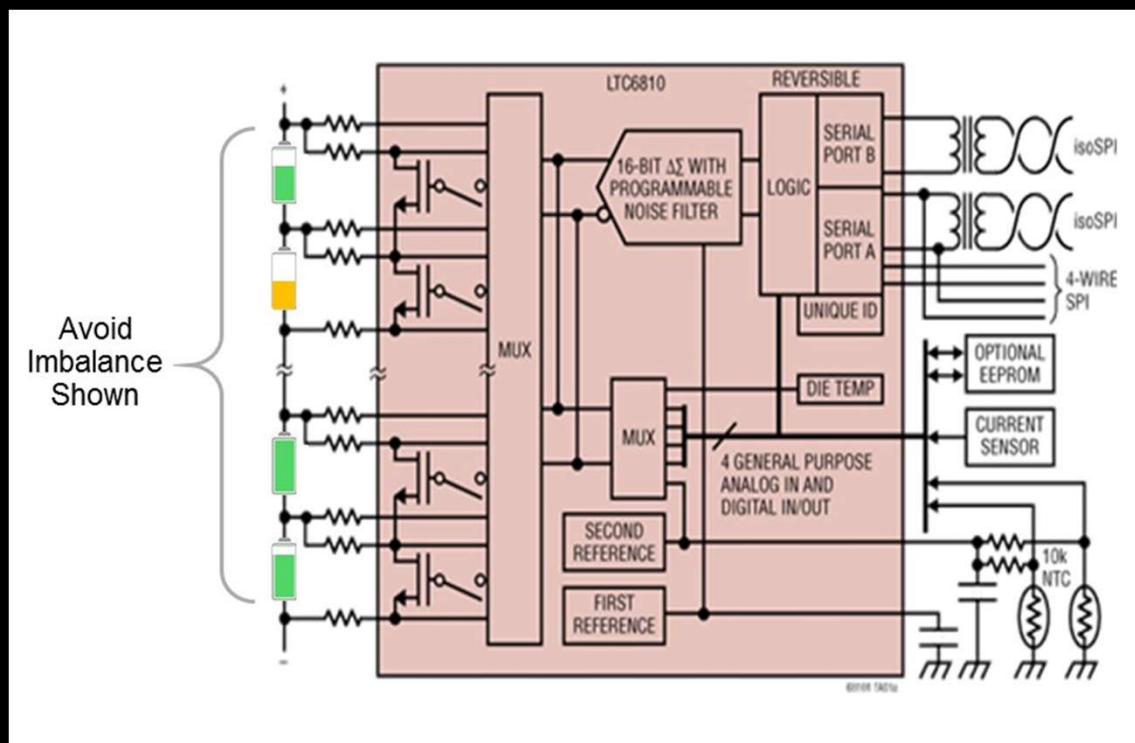 Avoid
Imbalance
Shown
+
−
LTC6810
REVERSIBLE
MUX
16-BIT ΔΣ WITH
PROGRAMMABLE
NOISE FILTER
LOGIC
SERIAL
PORT B
SERIAL
PORT A
UNIQUE ID
isoSPI
isoSPI
4-WIRE
SPI
DIE TEMP
MUX
4 GENERAL PURPOSE
ANALOG IN AND
DIGITAL IN/OUT
OPTIONAL
EEPROM
CURRENT
SENSOR
SECOND
REFERENCE
FIRST
REFERENCE
10k
NTC